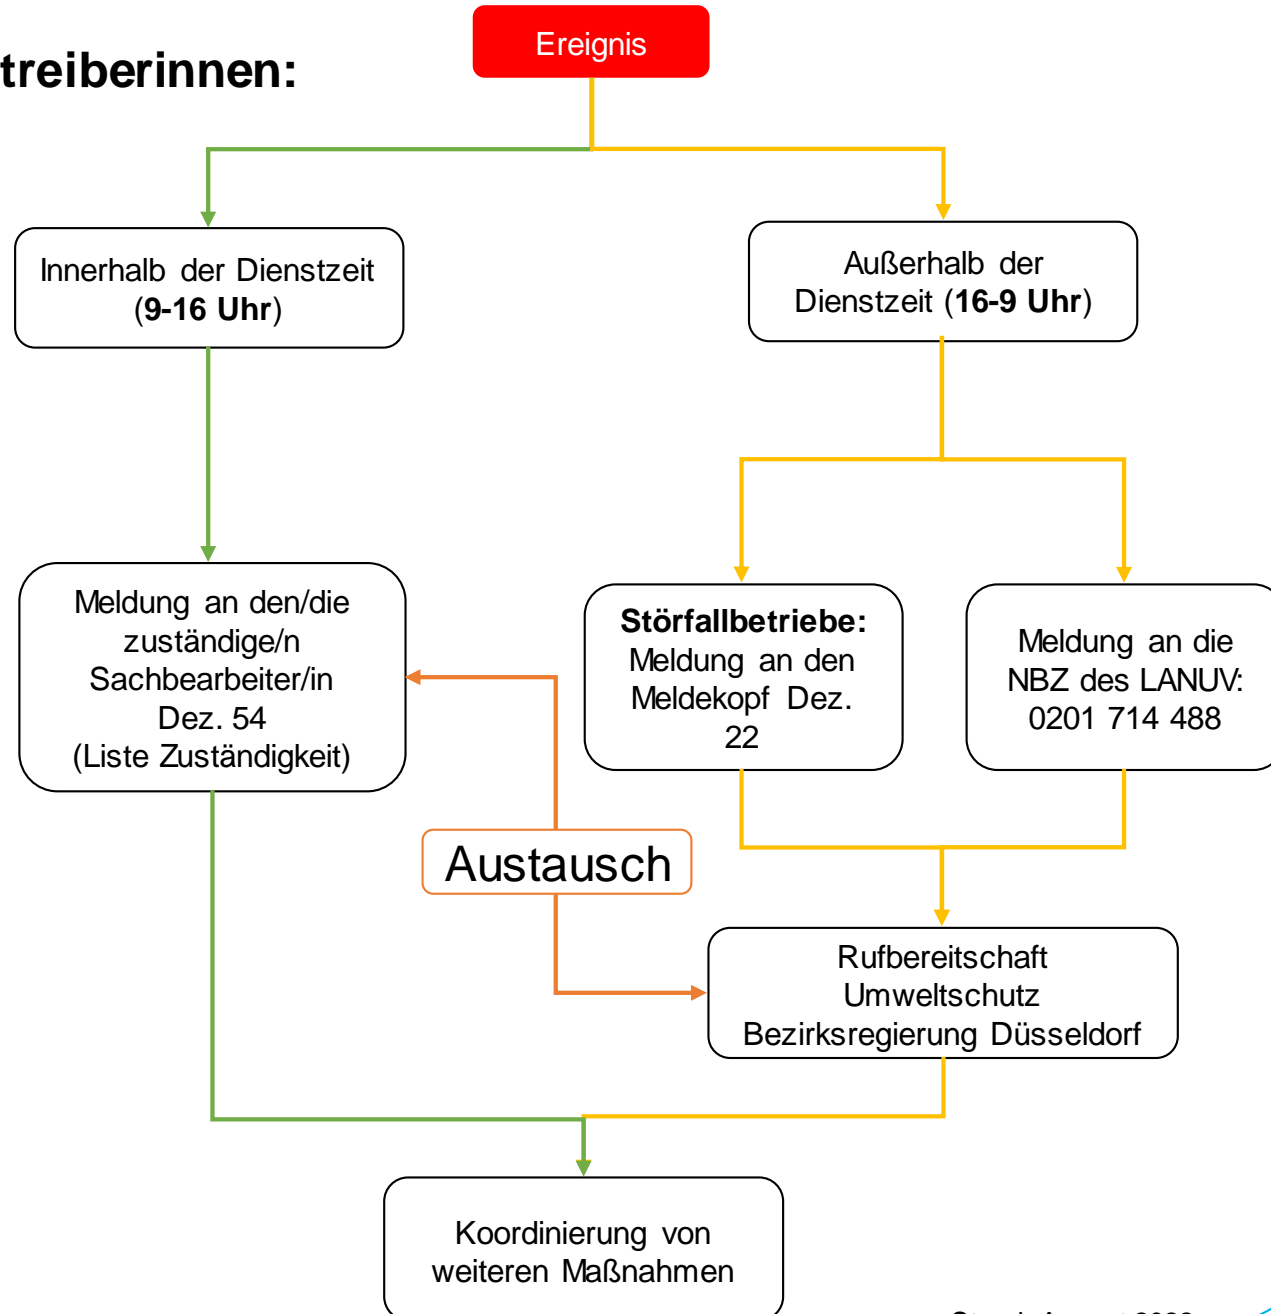 treiberinnen:
Ereignis
Innerhalb der Dienstzeit
(9-16 Uhr)
Außerhalb der
Dienstzeit (16-9 Uhr)
Meldung an den/die
zuständige/n
Sachbearbeiter/in
Dez. 54
(Liste Zuständigkeit)
Störfallbetriebe:
Meldung an den
Meldekopf Dez.
22
Meldung an die
NBZ des LANUV:
0201 714 488
Austausch
Rufbereitschaft
Umweltschutz
Bezirksregierung Düsseldorf
Koordinierung von
weiteren Maßnahmen